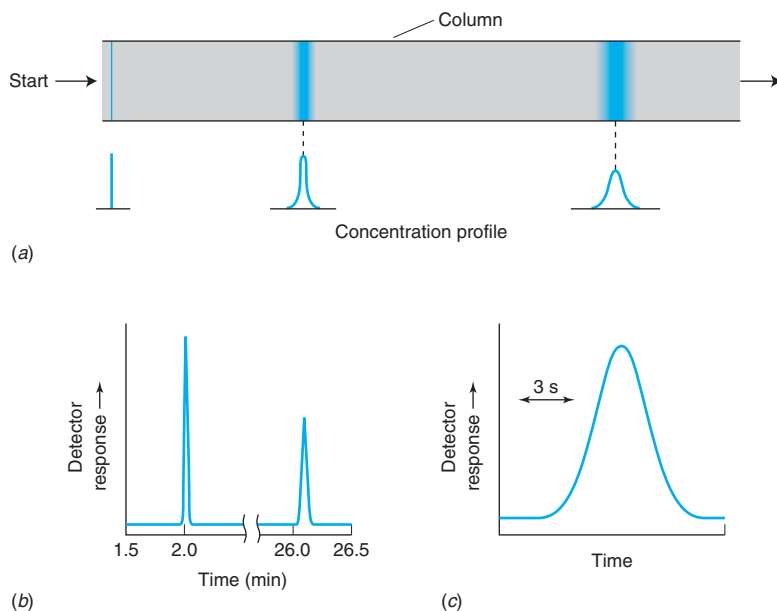 Column
Start
Concentration profile
(a)
Detector
response
1.5
2.0
26.0
26.5
Time (min)
(b)
3 s
Detector
response
Time
(c)